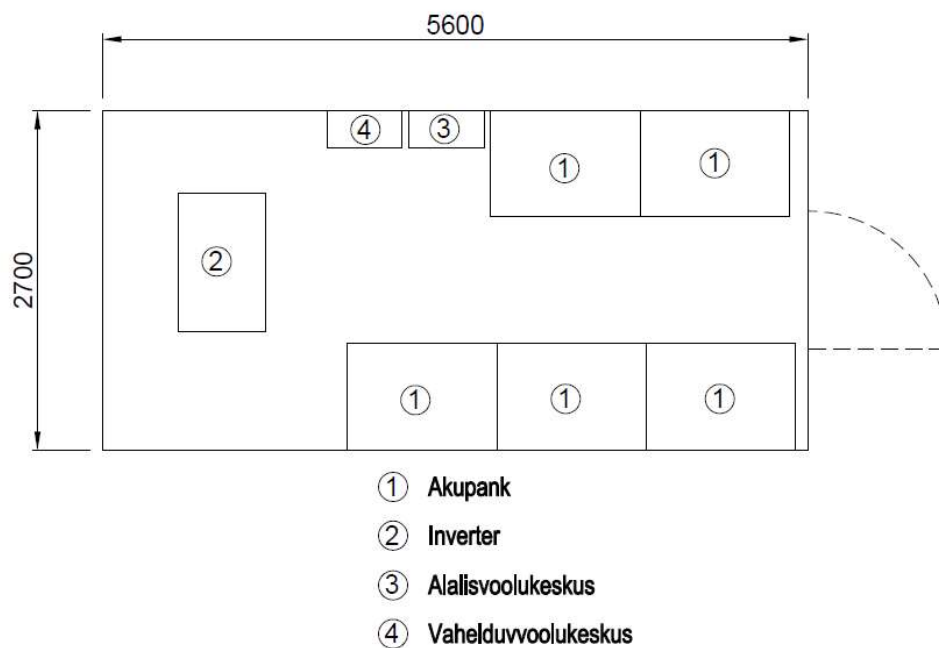 5600
2700
4
3
1
1
2
1
1
1
1 Akupank
2 Inverter
3 Alalisvoolukeskus
4 Vahelduvvoolukeskus